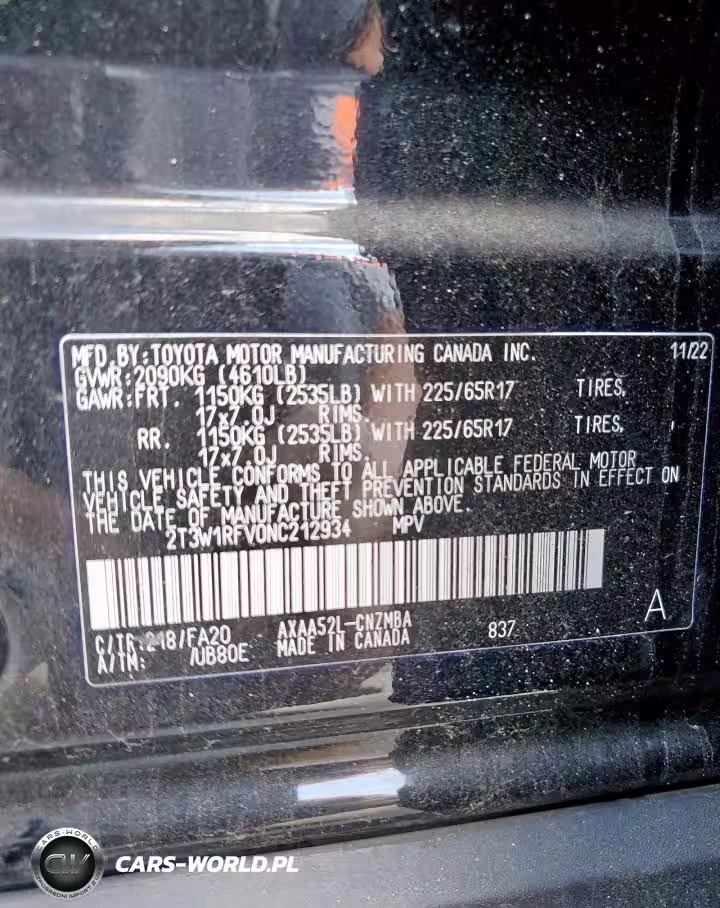 MFD.BY:TOYOTA MOTOR MANUFACTURING CANADA INC. 11/22
GVWR:2090KG (4610LB)
GAWR:FRT. 1150KG (2535LB) WITH 225/65R17 TIRES,
17x7.0J RIMS,
RR. 1150KG (2535LB) WITH 225/65R17 TIRES,
17x7.0J RIMS.
THIS VEHICLE CONFORMS TO ALL APPLICABLE FEDERAL MOTOR
VEHICLE SAFETY AND THEFT PREVENTION STANDARDS IN EFFECT ON
THE DATE OF MANUFACTURE SHOWN ABOVE.
2T3W1RFV0NC212934 MPV
C/TR:218/FA20 AXAA52L-CNZMBA 837 A
A/TM: /UB80E MADE IN CANADA
CARS-WORLD
CW
CARS-WORLD.PL